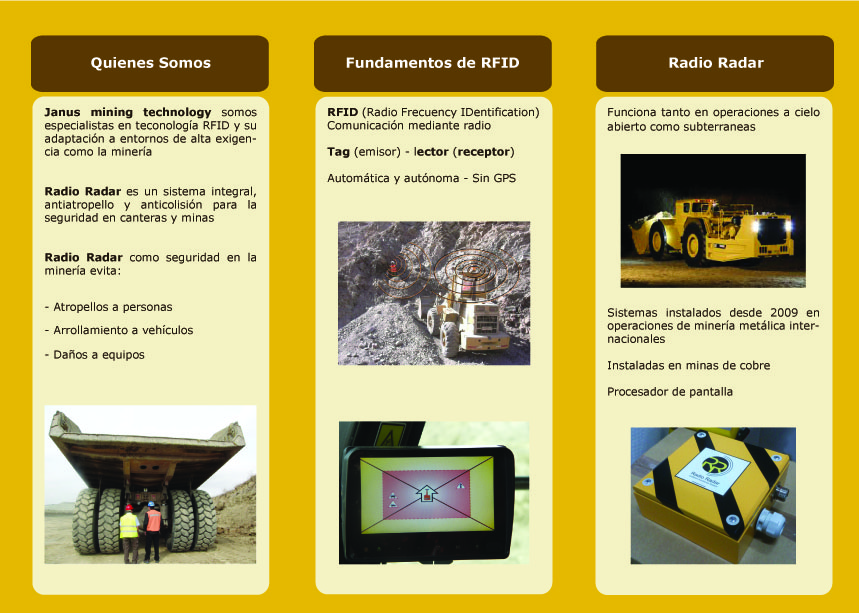 Quienes Somos
Janus mining technology somos
especialistas en teconología RFID y su
adaptación a entornos de alta exigen-
cia como la minería
Radio Radar es un sistema integral,
antiatropello y anticolisión para la
seguridad en canteras y minas
Radio Radar como seguridad en la
minería evita:
- Atropellos a personas
- Arrollamiento a vehículos
- Daños a equipos
Fundamentos de RFID
RFID (Radio Frecuency IDentification)
Comunicación mediante radio
Tag (emisor) - lector (receptor)
Automática y autónoma - Sin GPS
Radio Radar
Funciona tanto en operaciones a cielo
abierto como subterraneas
Sistemas instalados desde 2009 en
operaciones de minería metálica inter-
nacionales
Instaladas en minas de cobre
Procesador de pantalla
Radio Radar